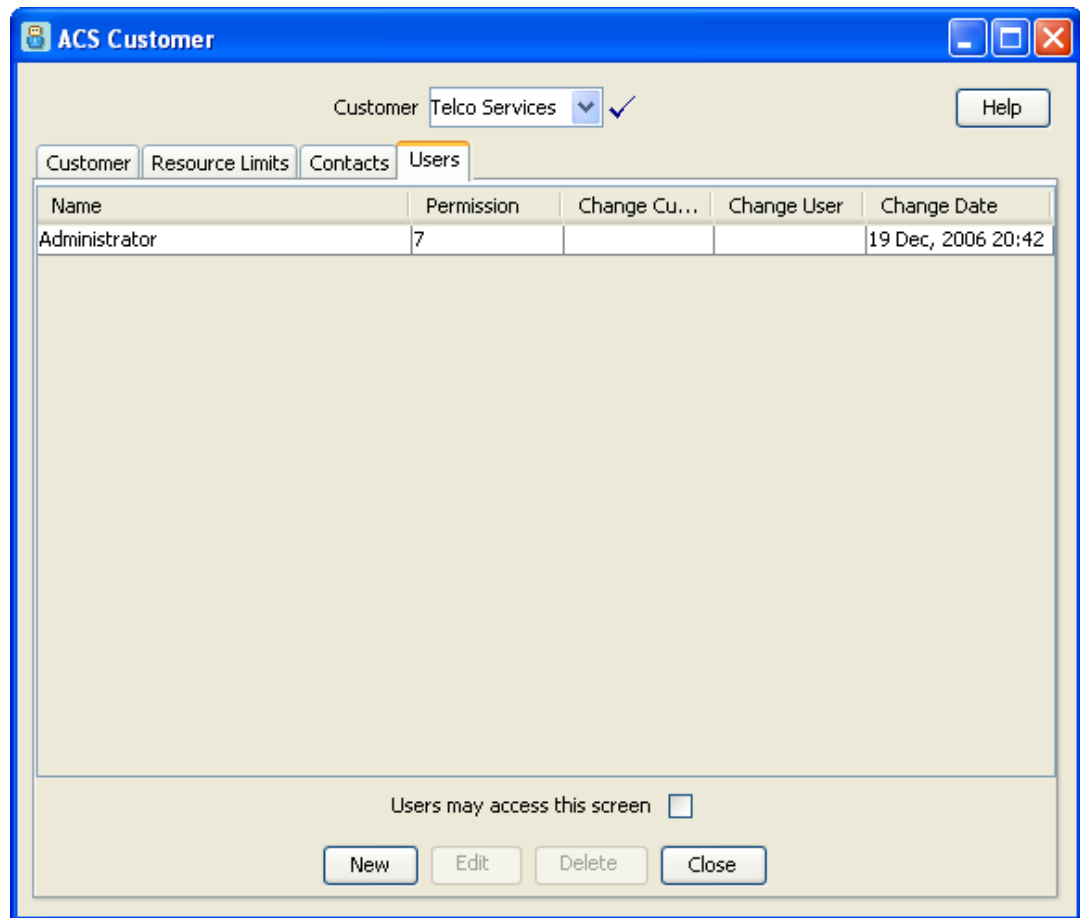 ACS Customer
Customer Telco Services Help
Customer Resource Limits Contacts Users
Name Permission Change Cu... Change User Change Date
Administrator 7 19 Dec, 2006 20:42
Users may access this screen
New Edit Delete Close